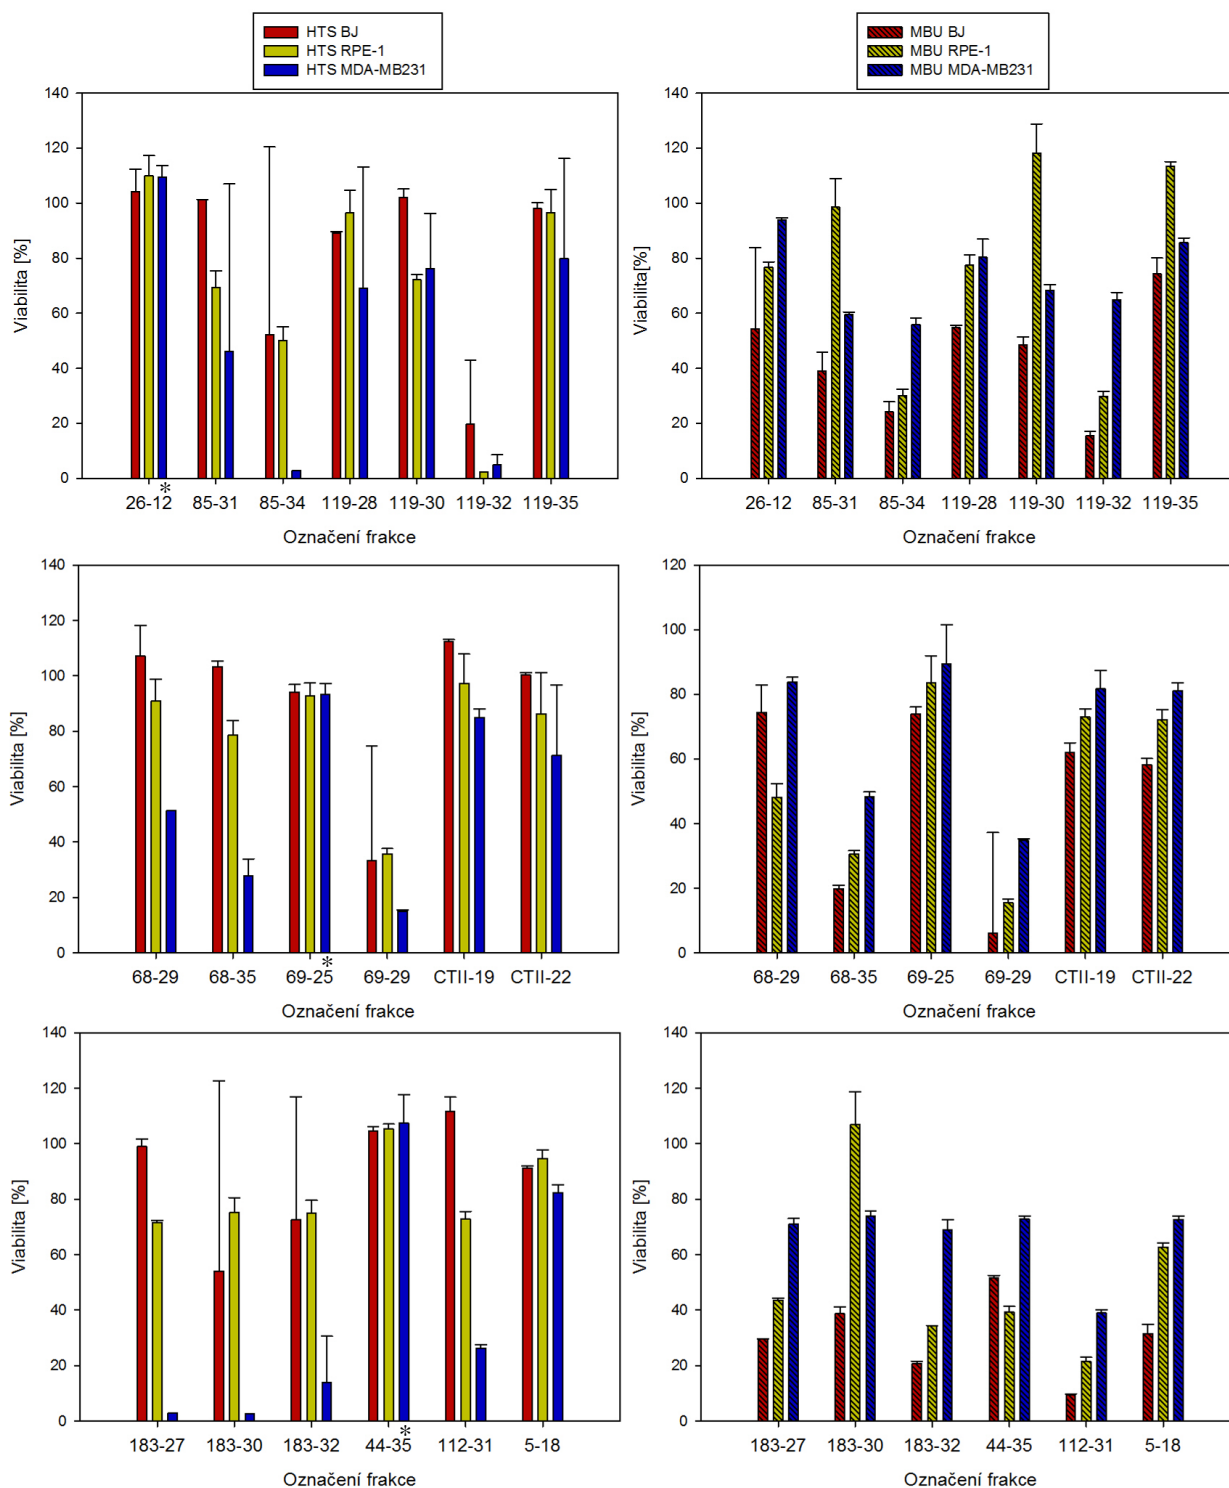 HTS BJ
HTS RPE-1
HTS MDA-MB231
140
120
100
80
60
40
20
0
Viabilita [%]
26-12 85-31 85-34 119-28 119-30 119-32 119-35
*
Označení frakce
MBU BJ
MBU RPE-1
MBU MDA-MB231
140
120
100
80
60
40
20
0
Viabilita[%]
26-12 85-31 85-34 119-28 119-30 119-32 119-35
Označení frakce
140
120
100
80
60
40
20
0
Viabilita [%]
68-29 68-35 69-25 69-29 CTII-19 CTII-22
*
Označení frakce
120
100
80
60
40
20
0
Viabilita [%]
68-29 68-35 69-25 69-29 CTII-19 CTII-22
Označení frakce
140
120
100
80
60
40
20
0
Viabilita [%]
183-27 183-30 183-32 44-35 112-31 5-18
*
Označení frakce
140
120
100
80
60
40
20
0
Viabilita [%]
183-27 183-30 183-32 44-35 112-31 5-18
Označení frakce